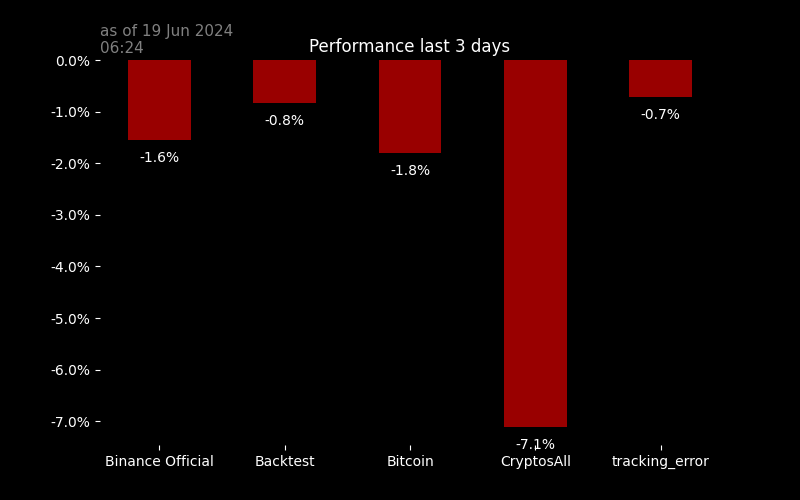 as of 19 Jun 2024
06:24
Performance last 3 days
0.0%
-1.0%
-2.0%
-3.0%
-4.0%
-5.0%
-6.0%
-7.0%
-1.6%
-0.8%
-1.8%
-7.1%
-0.7%
Binance Official
Backtest
Bitcoin
CryptosAll
tracking_error